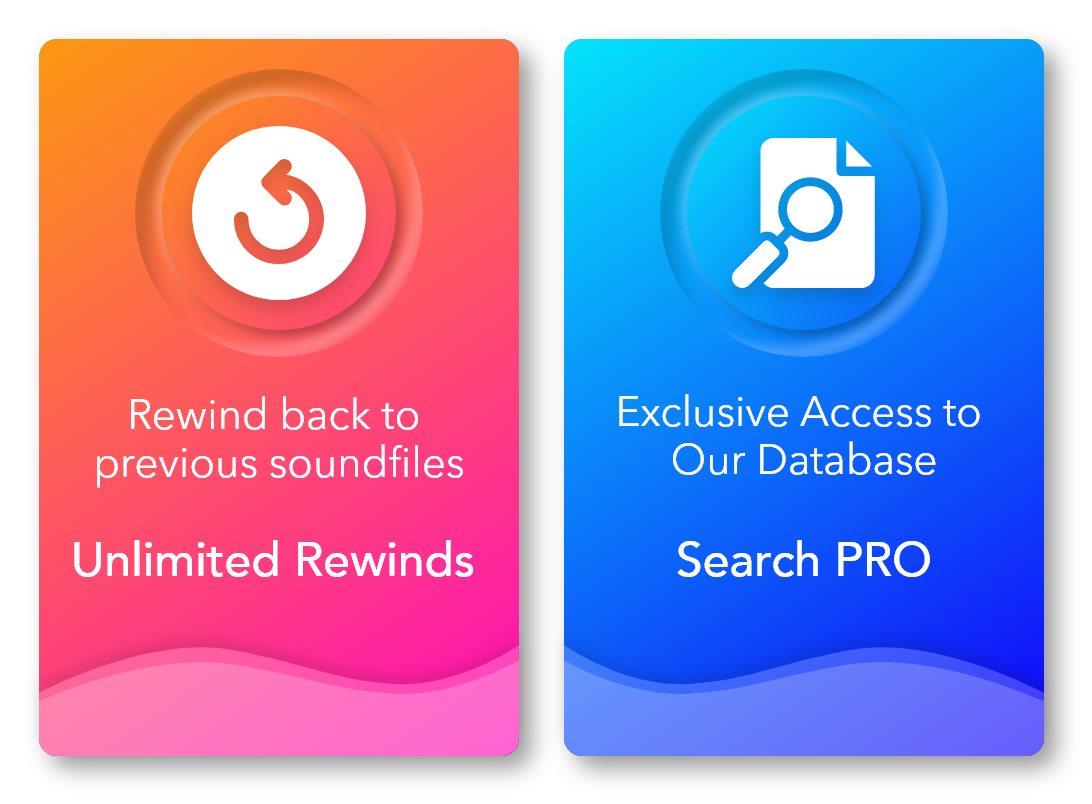 Rewind back to
previous soundfiles
Unlimited Rewinds
Exclusive Access to
Our Database
Search PRO